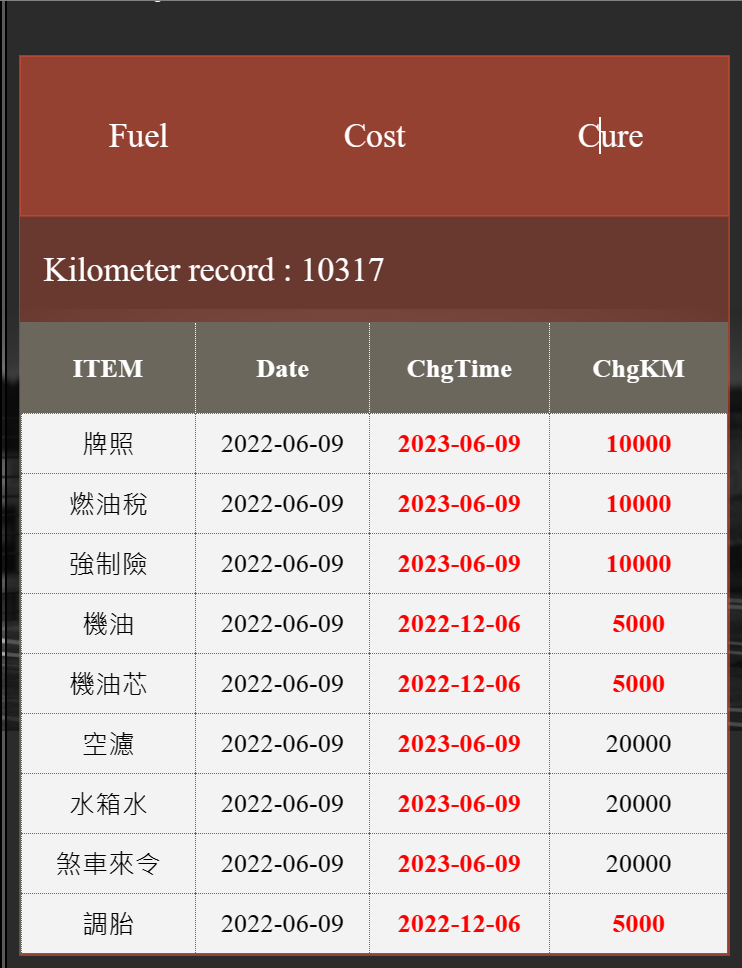 Fuel Cost Cure
Kilometer record : 10317
ITEM Date ChgTime ChgKM
牌照 2022-06-09 2023-06-09 10000
燃油稅 2022-06-09 2023-06-09 10000
強制險 2022-06-09 2023-06-09 10000
機油 2022-06-09 2022-12-06 5000
機油芯 2022-06-09 2022-12-06 5000
空濾 2022-06-09 2023-06-09 20000
水箱水 2022-06-09 2023-06-09 20000
煞車來令 2022-06-09 2023-06-09 20000
調胎 2022-06-09 2022-12-06 5000